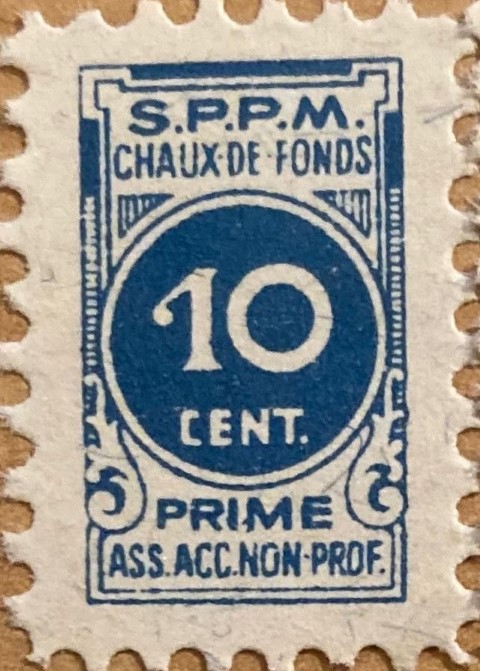 S.P.P.M.
CHAUX-DE-FONDS
10
CENT.
PRIME
ASS.ACC.NON-PROF.